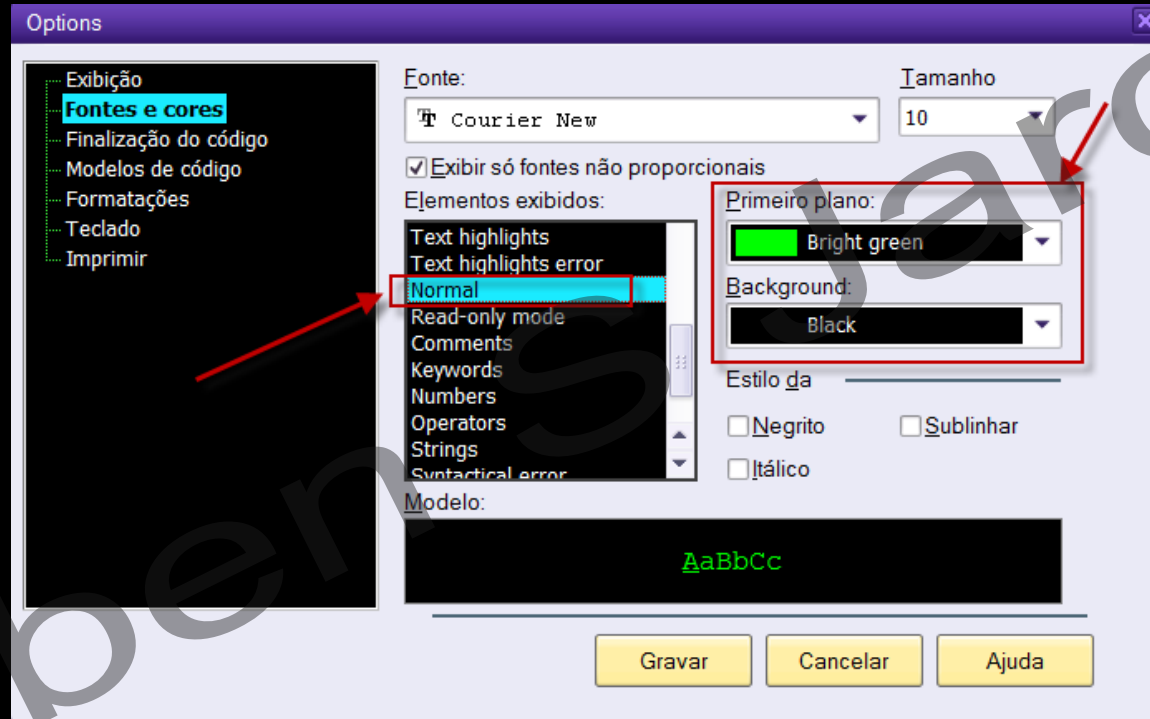 Options
Exibição
Fontes e cores
Finalização do código
Modelos de código
Formatações
Teclado
Imprimir
Fonte:
Tamanho
Courier New
10
Exibir só fontes não proporcionais
Elementos exibidos:
Primeiro plano:
Text highlights
Text highlights error
Normal
Read-only mode
Comments
Keywords
Numbers
Operators
Strings
Syntactical error
Bright green
Background:
Black
Estilo da
Negrito
Sublinhar
Itálico
Modelo:
AaBbCc
Gravar
Cancelar
Ajuda